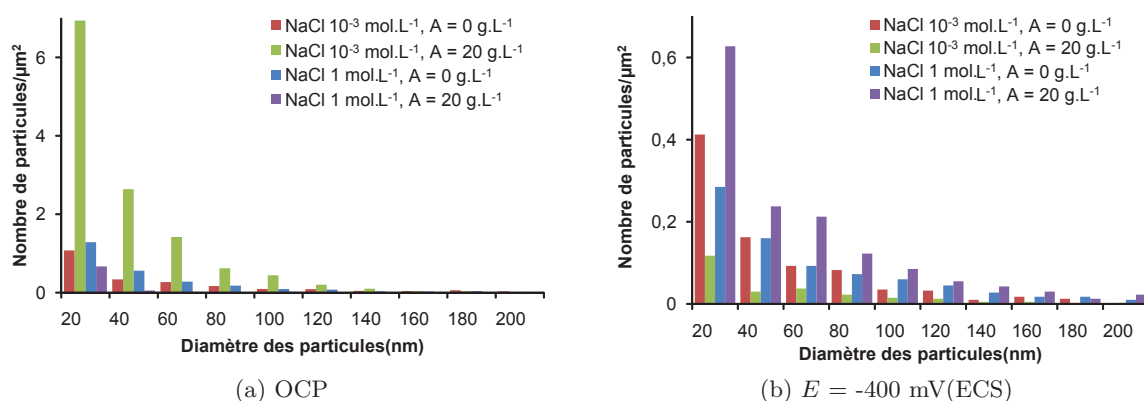 Nombre de particules/µm²
6
4
2
0
NaCl 10⁻³ mol.L⁻¹, A = 0 g.L⁻¹
NaCl 10⁻³ mol.L⁻¹, A = 20 g.L⁻¹
NaCl 1 mol.L⁻¹, A = 0 g.L⁻¹
NaCl 1 mol.L⁻¹, A = 20 g.L⁻¹
20 40 60 80 100 120 140 160 180 200
Diamètre des particules(nm)
(a) OCP
Nombre de particules/µm²
0,6
0,4
0,2
0
NaCl 10⁻³ mol.L⁻¹, A = 0 g.L⁻¹
NaCl 10⁻³ mol.L⁻¹, A = 20 g.L⁻¹
NaCl 1 mol.L⁻¹, A = 0 g.L⁻¹
NaCl 1 mol.L⁻¹, A = 20 g.L⁻¹
20 40 60 80 100 120 140 160 180 200
Diamètre des particules(nm)
(b) E = -400 mV(ECS)